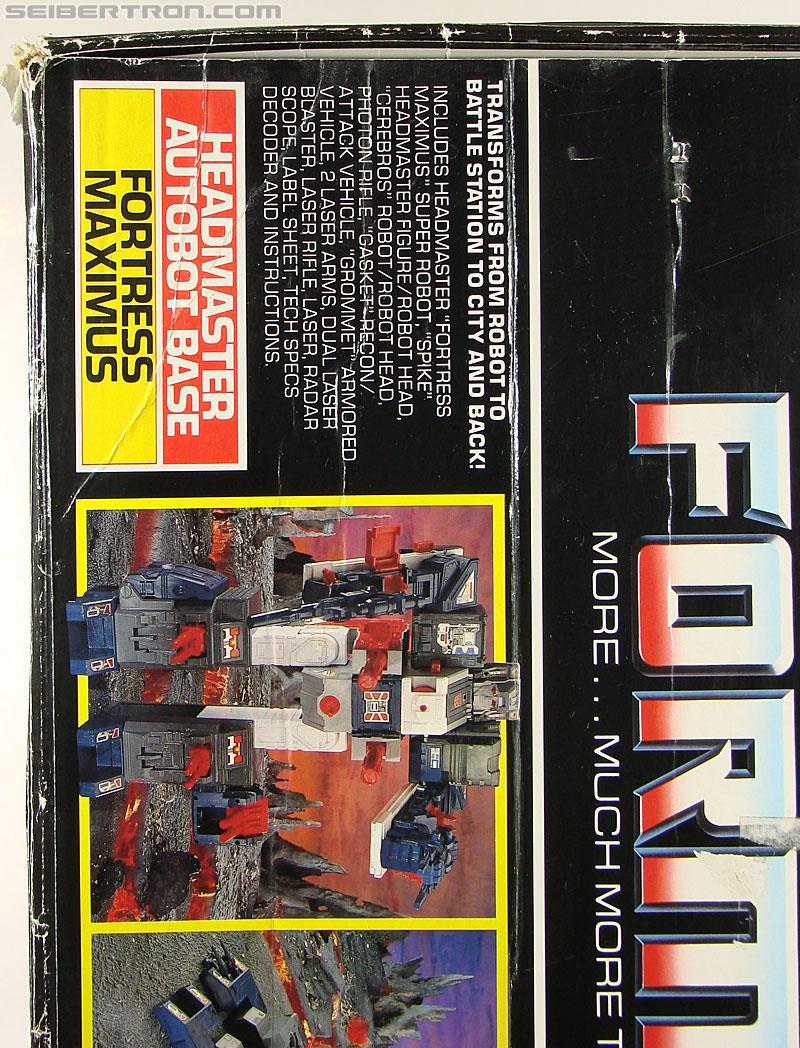 SEIBERTRON.COM
TRANSFORMS FROM ROBOT TO
BATTLE STATION TO CITY AND BACK!
INCLUDES HEADMASTER "FORTRESS
MAXIMUS" SUPER ROBOT, "SPIKE"
HEADMASTER FIGURE/ROBOT HEAD,
"CEREBROS" ROBOT/ROBOT HEAD,
PHOTON RIFLE, "GASKET" RECON/
ATTACK VEHICLE, "GROMMET" ARMORED
VEHICLE, 2 LASER ARMS, DUAL LASER
BLASTER, LASER RIFLE, LASER, RADAR
SCOPE, LABEL SHEET, TECH SPECS
DECODER AND INSTRUCTIONS.
HEADMASTER
AUTOBOT BASE
FORTRESS
MAXIMUS
FORM
MORE... MUCH MORE T